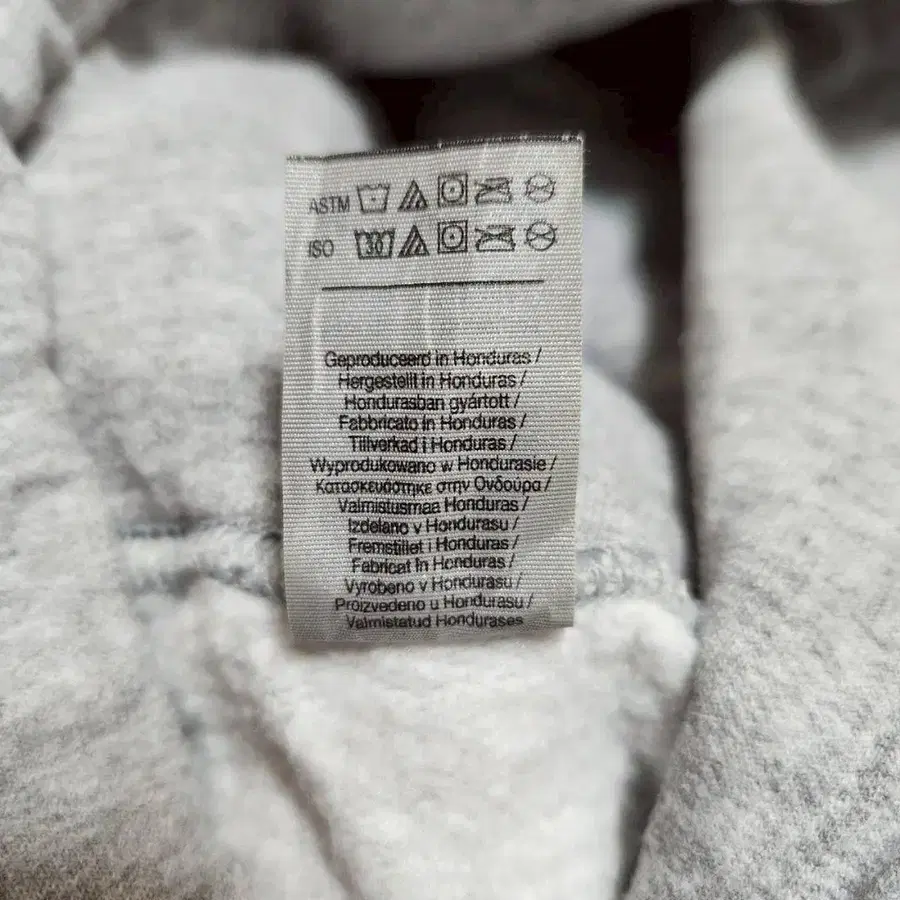 ASTM
ISO 30
Geproduceerd in Honduras /
Hergestellt in Honduras /
Hondurasban gyártott /
Fabbricato in Honduras /
Tillverkad i Honduras /
Wyprodukowano w Hondurasie /
Κατασκευάστηκε στην Ονδούρα /
Valmistusmaa Honduras /
Izdelano v Hondurasu /
Fremstillet i Honduras /
Fabricat în Honduras /
Vyrobeno v Hondurasu /
Proizvedeno u Hondurasu /
Valmistatud Hondurases